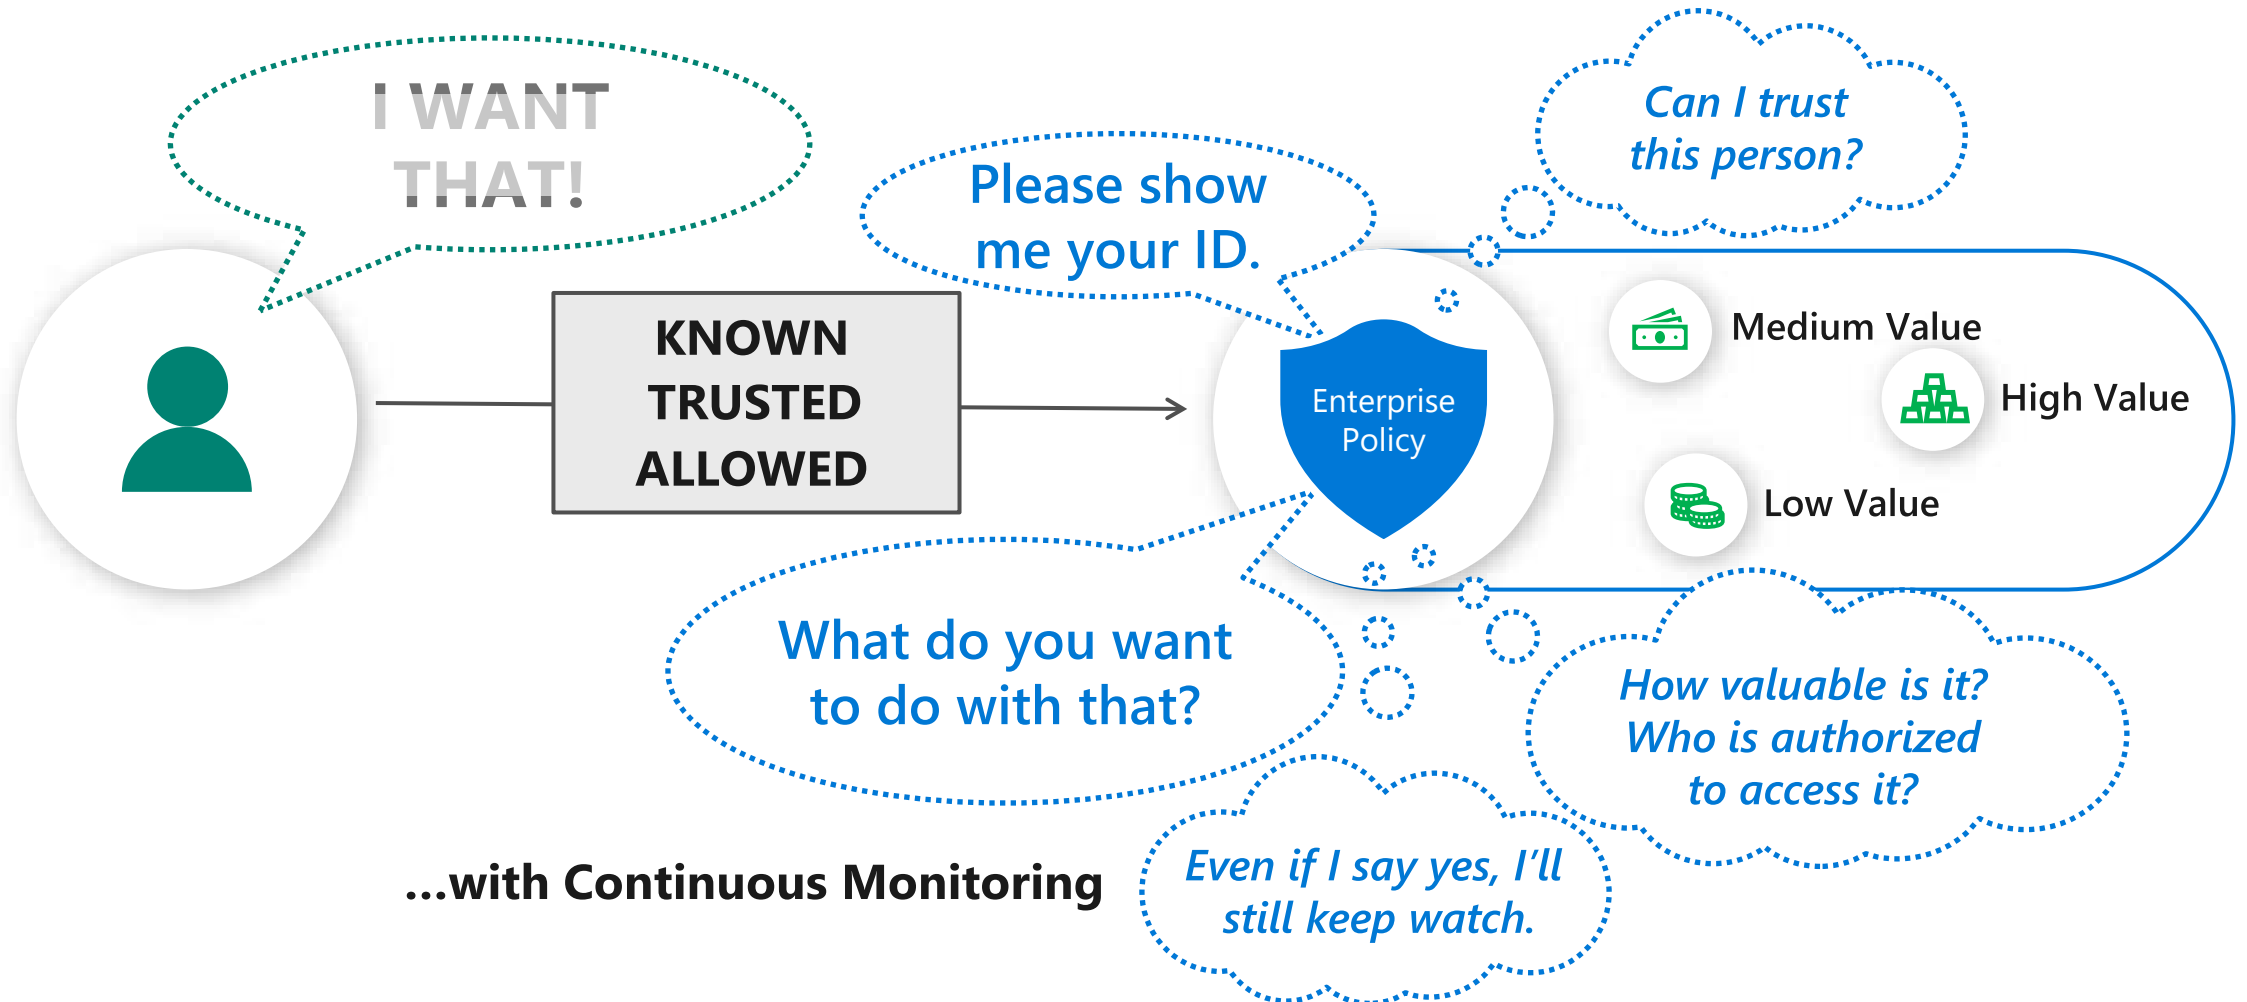 I WANT
THAT!
Please show
me your ID.
Can I trust
this person?
KNOWN
TRUSTED
ALLOWED
Enterprise
Policy
Medium Value
High Value
Low Value
What do you want
to do with that?
How valuable is it?
Who is authorized
to access it?
...with Continuous Monitoring
Even if I say yes, I’ll
still keep watch.